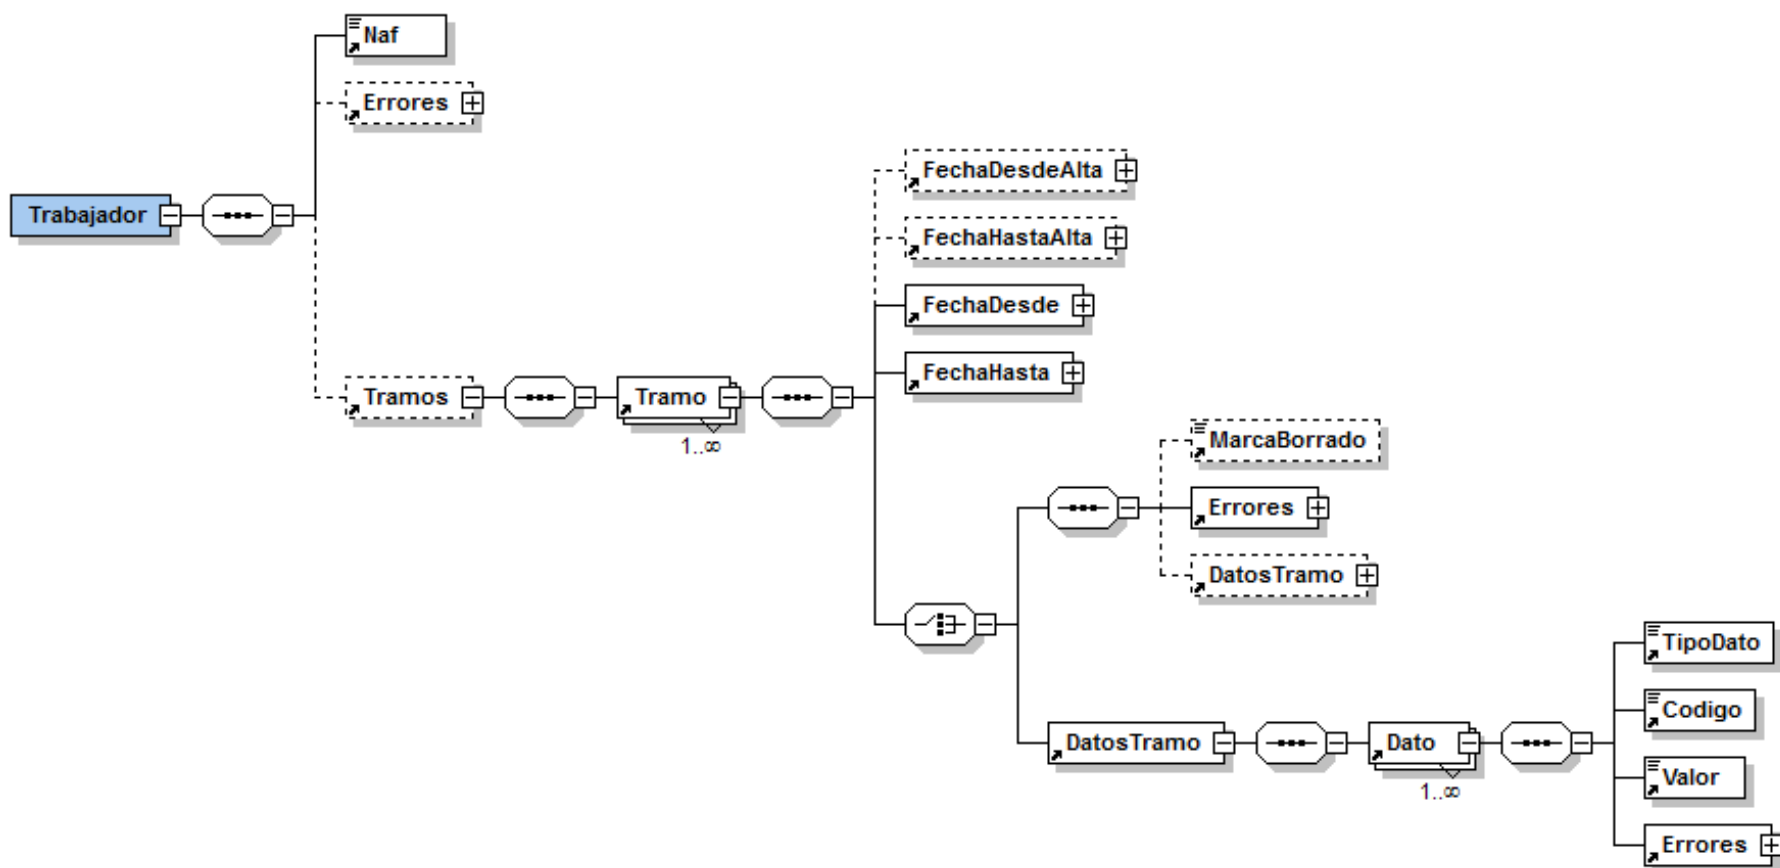 Naf
Errores
Trabajador
FechaDesdeAlta
FechaHastaAlta
FechaDesde
FechaHasta
Tramos
Tramo
1..∞
MarcaBorrado
Errores
DatosTramo
TipoDato
Codigo
DatosTramo
Dato
1..∞
Valor
Errores